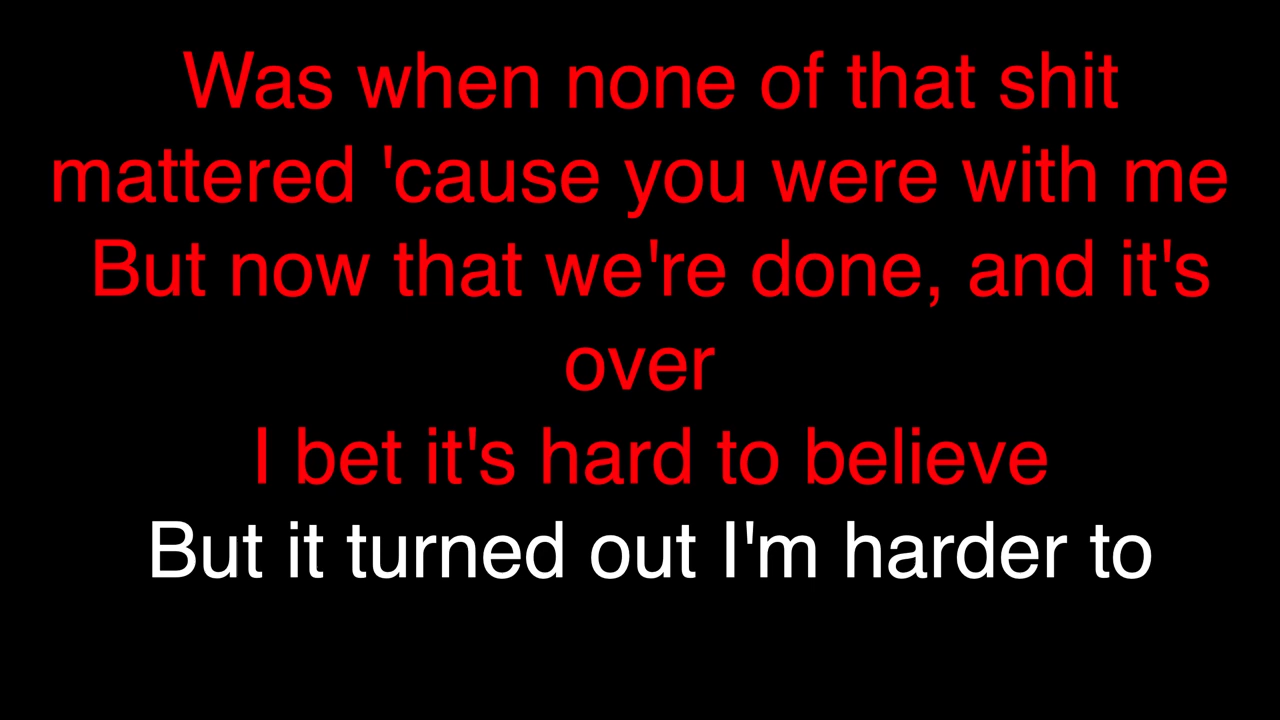 Was when none of that shit
mattered 'cause you were with me
But now that we're done, and it's
over
I bet it's hard to believe
But it turned out I'm harder to